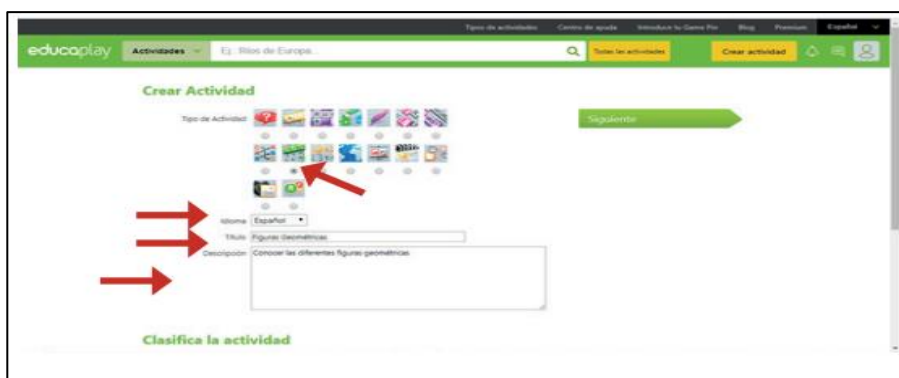 Tipos de actividades Centro de ayuda Introduce tu Game Pin Blog Premium Español
educaplay Actividades Ej: Ríos de Europa... Todas las actividades Crear actividad
Crear Actividad
Tipo de Actividad
Siguiente
Idioma Español
Título Figuras Geométricas
Descripción Conocer las diferentes figuras geométricas
Clasifica la actividad